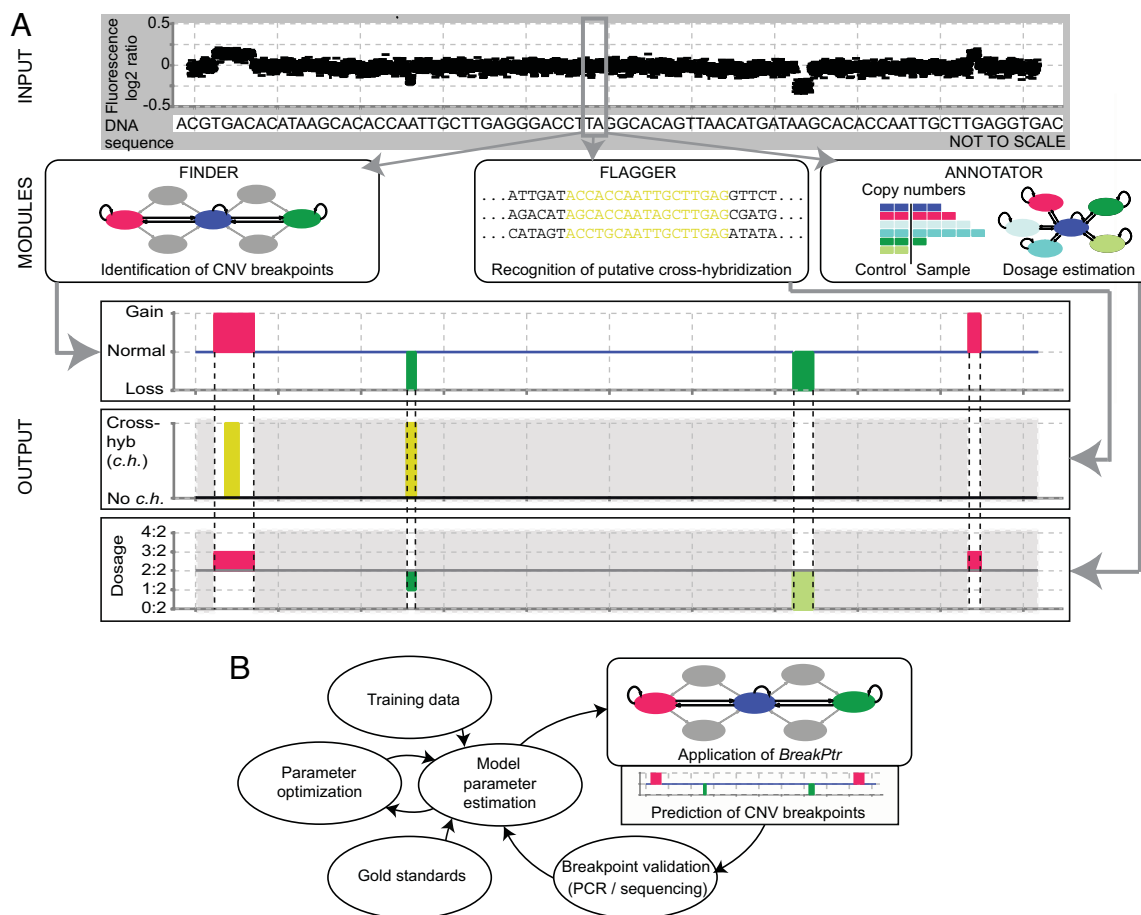 A
INPUT
Fluorescence
log2 ratio
0.5
0
-0.5
DNA
sequence
ACGTGACACATAAGCACACCAATTGCTTGAGGGACCTTAGGCACAGTTAACATGATAAGCACACCAATTGCTTGAGGTGAC
NOT TO SCALE
MODULES
FINDER
Identification of CNV breakpoints
FLAGGER
...ATTGATACCACCAATTGCTTGAGGTTCT...
...AGACATAGCACCAATAGCTTGAGCGATG...
...CATAGTACCTGCAATTGCTTGAGATATA...
Recognition of putative cross-hybridization
ANNOTATOR
Copy numbers
Control Sample
Dosage estimation
OUTPUT
Gain
Normal
Loss
Cross-
hyb
(c.h.)
No c.h.
Dosage
4:2
3:2
2:2
1:2
0:2
B
Training data
Parameter
optimization
Model
parameter
estimation
Gold standards
Application of BreakPtr
Prediction of CNV breakpoints
Breakpoint validation
(PCR / sequencing)